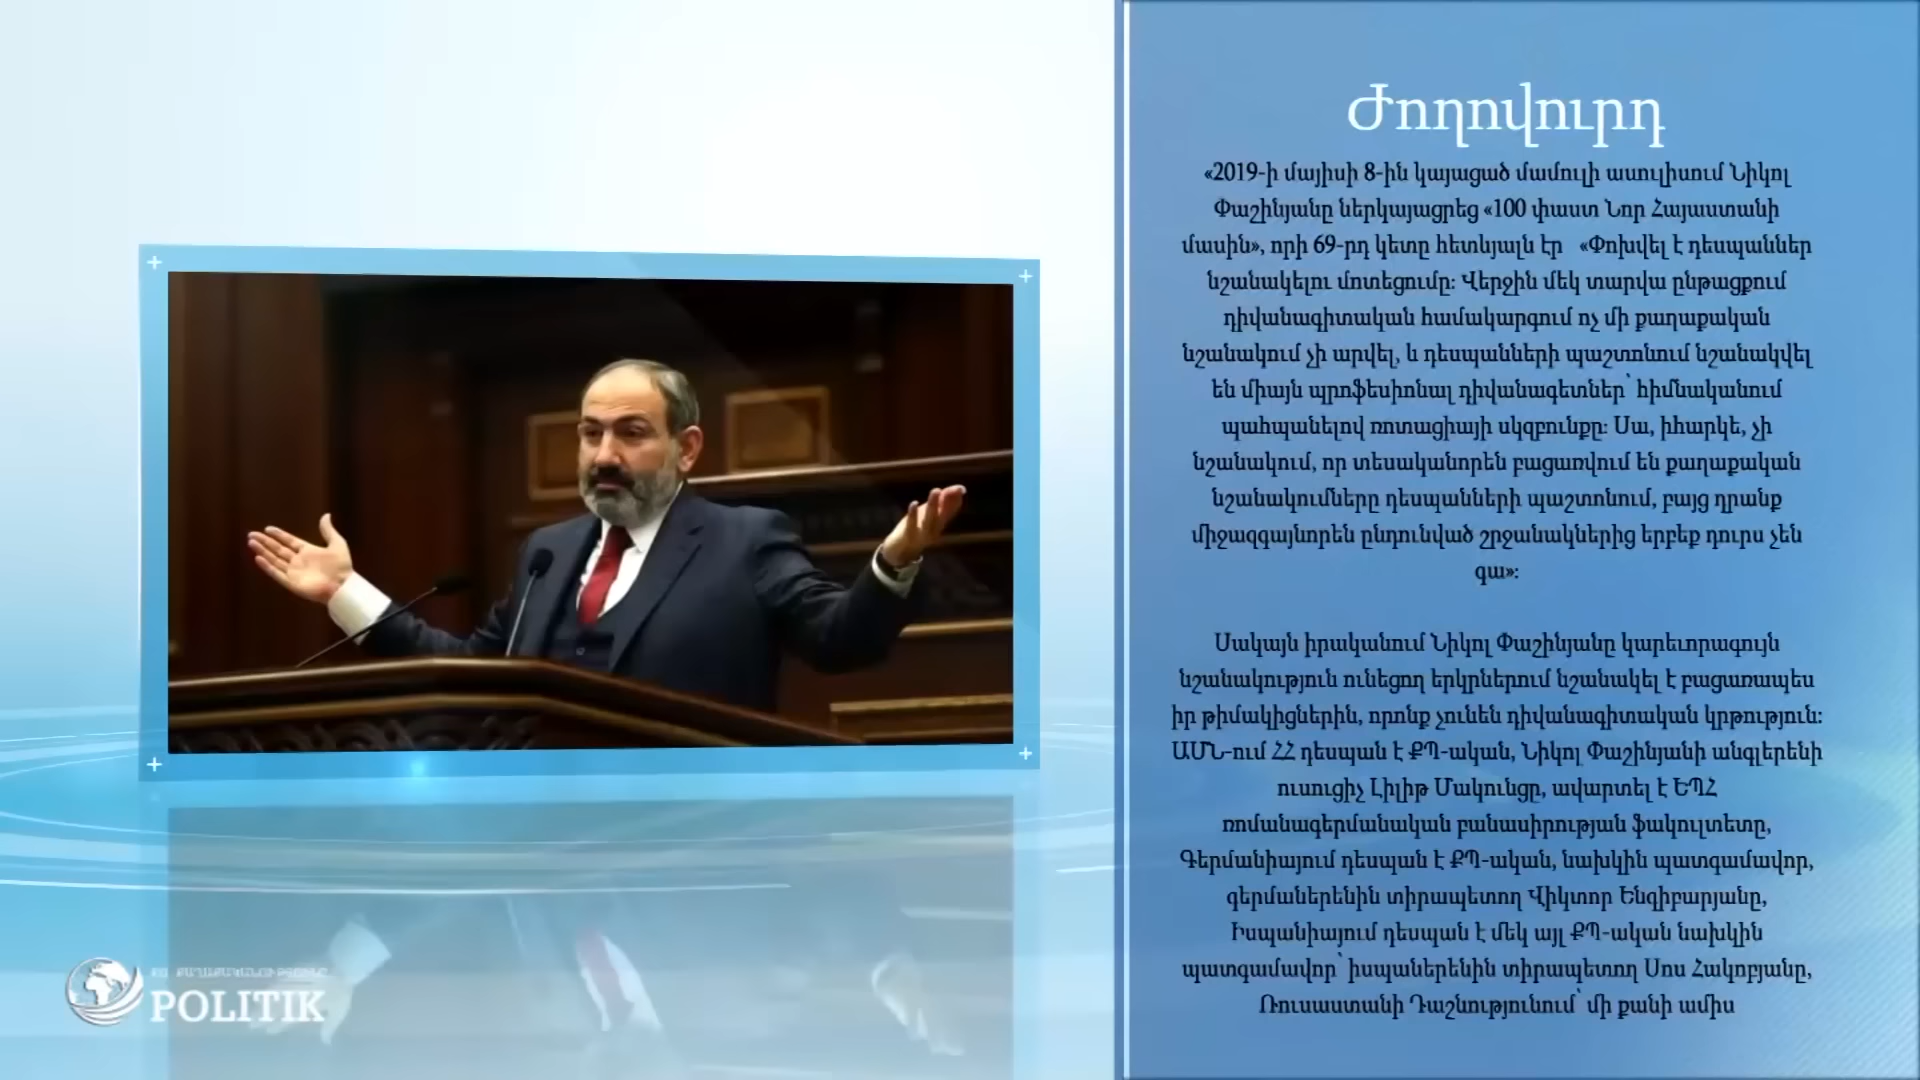 Ժողովուրդ
«2019-ի մայիսի 8-ին կայացած մամուլի ասուլիսում Նիկոլ
Փաշինյանը ներկայացրեց «100 փաստ Նոր Հայաստանի
մասին», որի 69-րդ կետը հետևյալն էր «Փոխվել է դեսպաններ
նշանակելու մոտեցումը։ Վերջին մեկ տարվա ընթացքում
դիվանագիտական համակարգում ոչ մի քաղաքական
նշանակում չի արվել, և դեսպանների պաշտոնում նշանակվել
են միայն պրոֆեսիոնալ դիվանագետներ՝ հիմնականում
պահպանելով ռոտացիայի սկզբունքը։ Սա, իհարկե, չի
նշանակում, որ տեսականորեն բացառվում են քաղաքական
նշանակումները դեսպանների պաշտոնում, բայց դրանք
միջազգայնորեն ընդունված շրջանակներից երբեք դուրս չեն
գա»։
Սակայն իրականում Նիկոլ Փաշինյանը կարեւորագույն
նշանակություն ունեցող երկրներում նշանակել է բացառապես
իր թիմակիցներին, որոնք չունեն դիվանագիտական կրթություն։
ԱՄՆ-ում ՀՀ դեսպան է ՔՊ-ական, Նիկոլ Փաշինյանի անգլերենի
ուսուցիչ Լիլիթ Մակունցը, ավարտել է ԵՊՀ
ռոմանագերմանական բանասիրության ֆակուլտետը,
Գերմանիայում դեսպան է ՔՊ-ական, նախկին պատգամավոր,
գերմաներենին տիրապետող Վիկտոր Ենգիբարյանը,
Իսպանիայում դեսպան է մեկ այլ ՔՊ-ական նախկին
պատգամավոր՝ իսպաներենին տիրապետող Սոս Հակոբյանը,
Ռուսաստանի Դաշնությունում՝ մի քանի ամիս
POLITIK